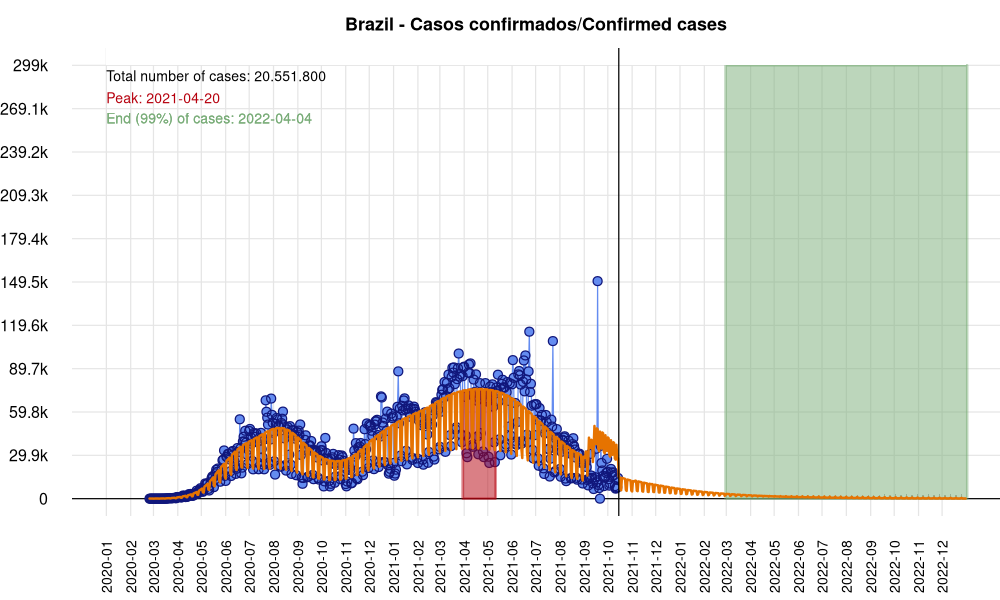 Brazil - Casos confirmados/Confirmed cases
Total number of cases: 20.551.800
Peak: 2021-04-20
End (99%) of cases: 2022-04-04
299k
269.1k
239.2k
209.3k
179.4k
149.5k
119.6k
89.7k
59.8k
29.9k
0
2020-01
2020-02
2020-03
2020-04
2020-05
2020-06
2020-07
2020-08
2020-09
2020-10
2020-11
2020-12
2021-01
2021-02
2021-03
2021-04
2021-05
2021-06
2021-07
2021-08
2021-09
2021-10
2021-11
2021-12
2022-01
2022-02
2022-03
2022-04
2022-05
2022-06
2022-07
2022-08
2022-09
2022-10
2022-11
2022-12